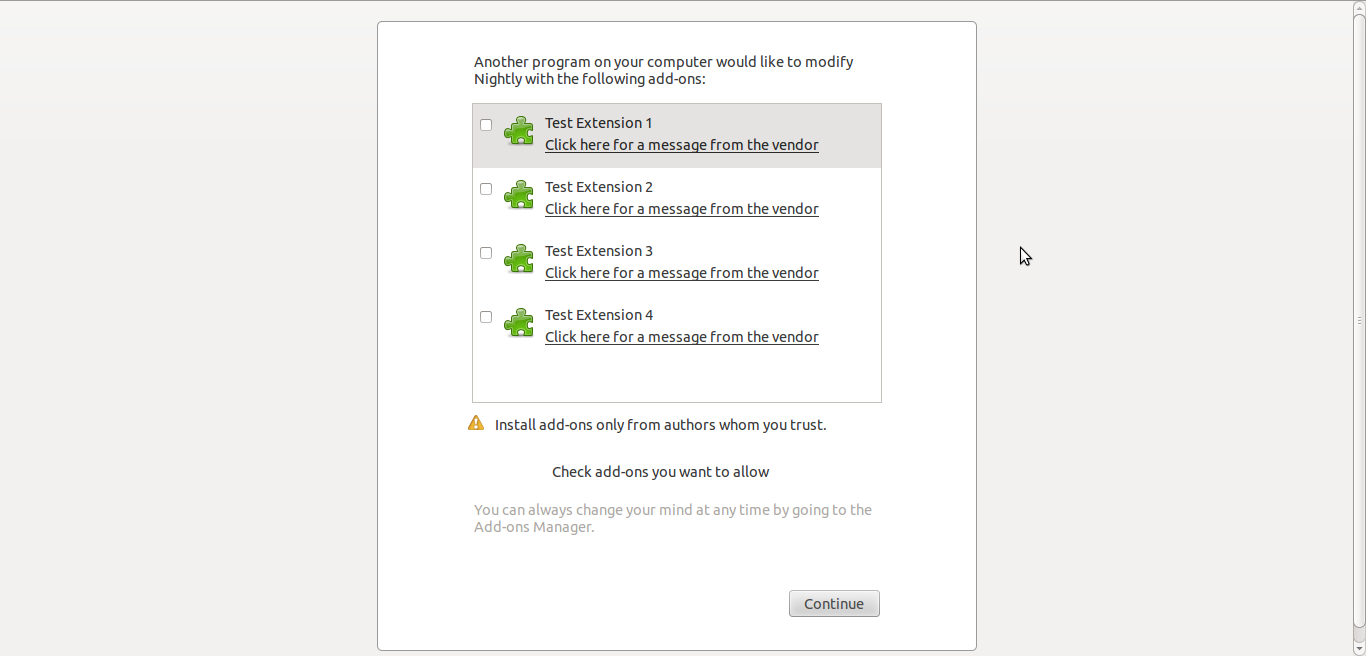 Another program on your computer would like to modify
Nightly with the following add-ons:
Test Extension 1
Click here for a message from the vendor
Test Extension 2
Click here for a message from the vendor
Test Extension 3
Click here for a message from the vendor
Test Extension 4
Click here for a message from the vendor
Install add-ons only from authors whom you trust.
Check add-ons you want to allow
You can always change your mind at any time by going to the
Add-ons Manager.
Continue